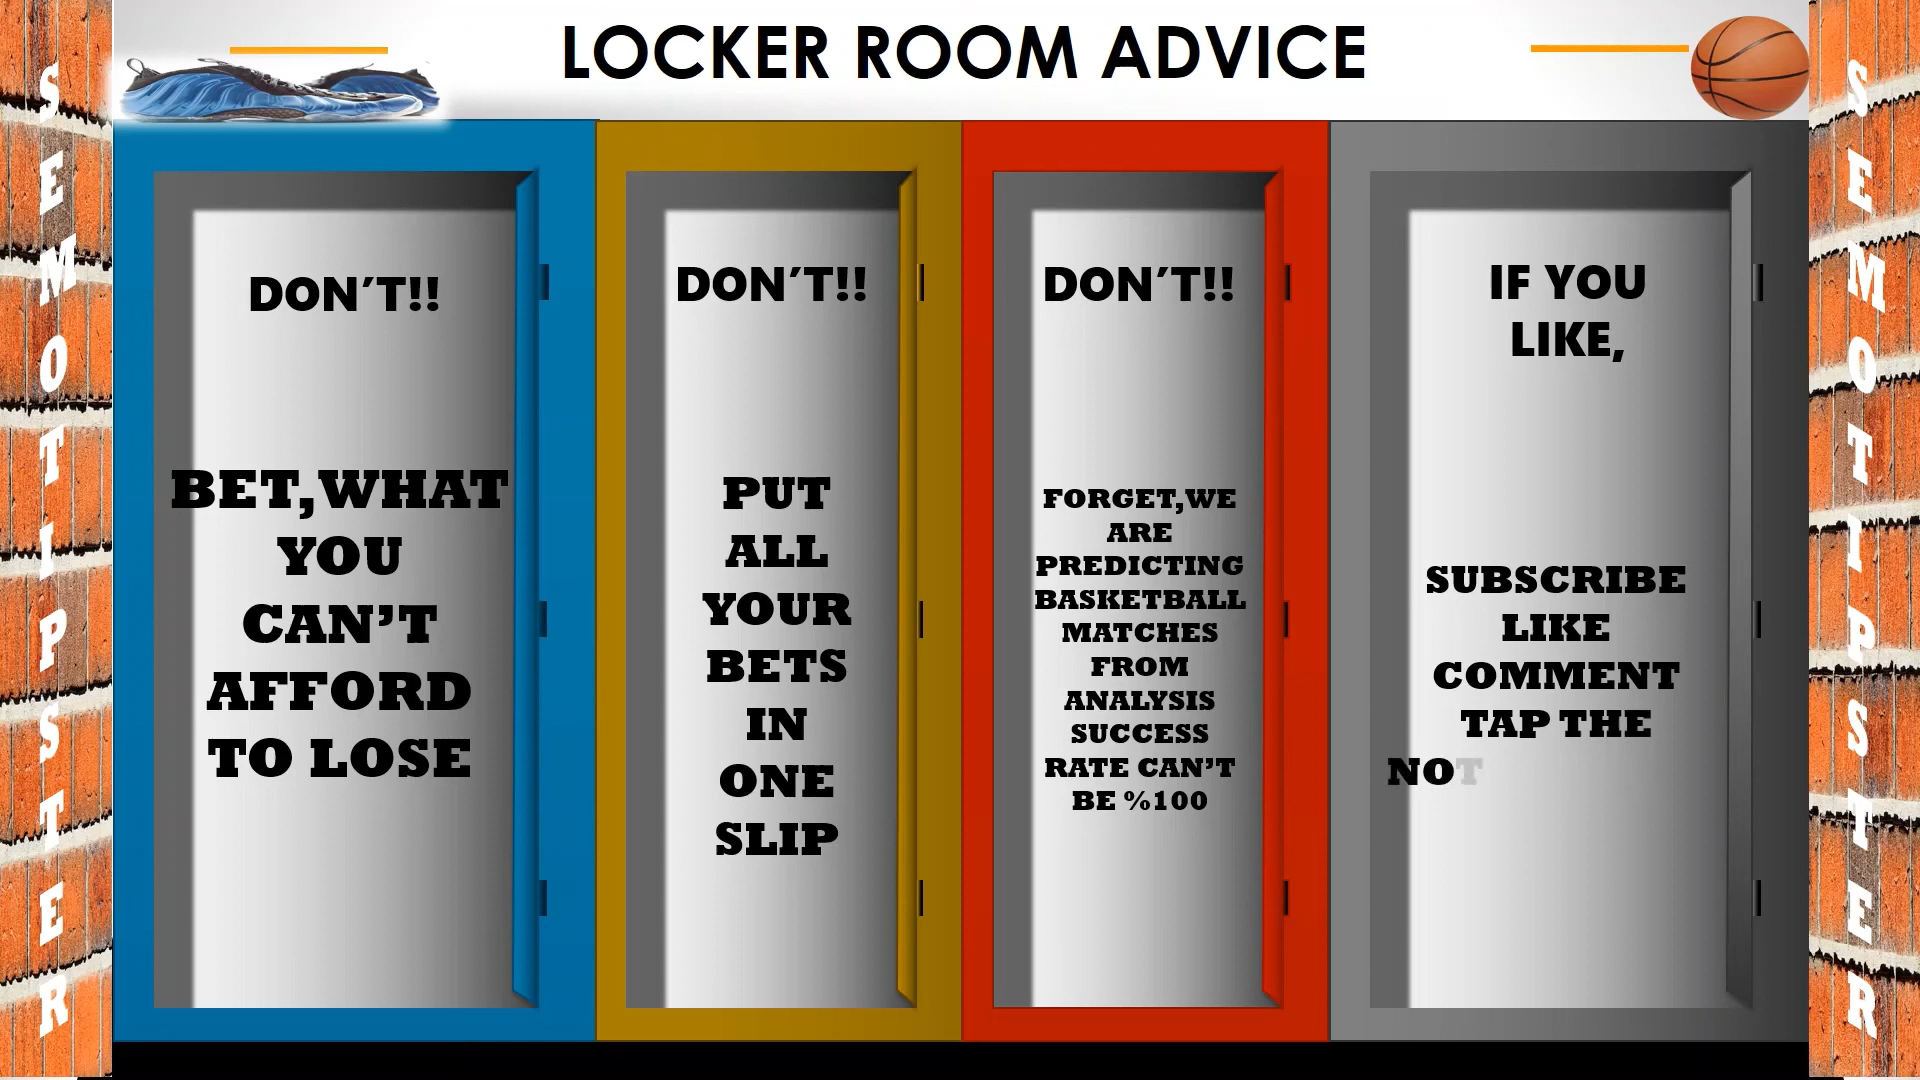 LOCKER ROOM ADVICE
SEMOTIPSTER
DON´T!!
BET,WHAT
YOU
CAN’T
AFFORD
TO LOSE
DON´T!!
PUT
ALL
YOUR
BETS
IN
ONE
SLIP
DON´T!!
FORGET,WE
ARE
PREDICTING
BASKETBALL
MATCHES
FROM
ANALYSIS
SUCCESS
RATE CAN’T
BE %100
IF YOU
LIKE,
SUBSCRIBE
LIKE
COMMENT
TAP THE
NOT
SEMOTIPSTER